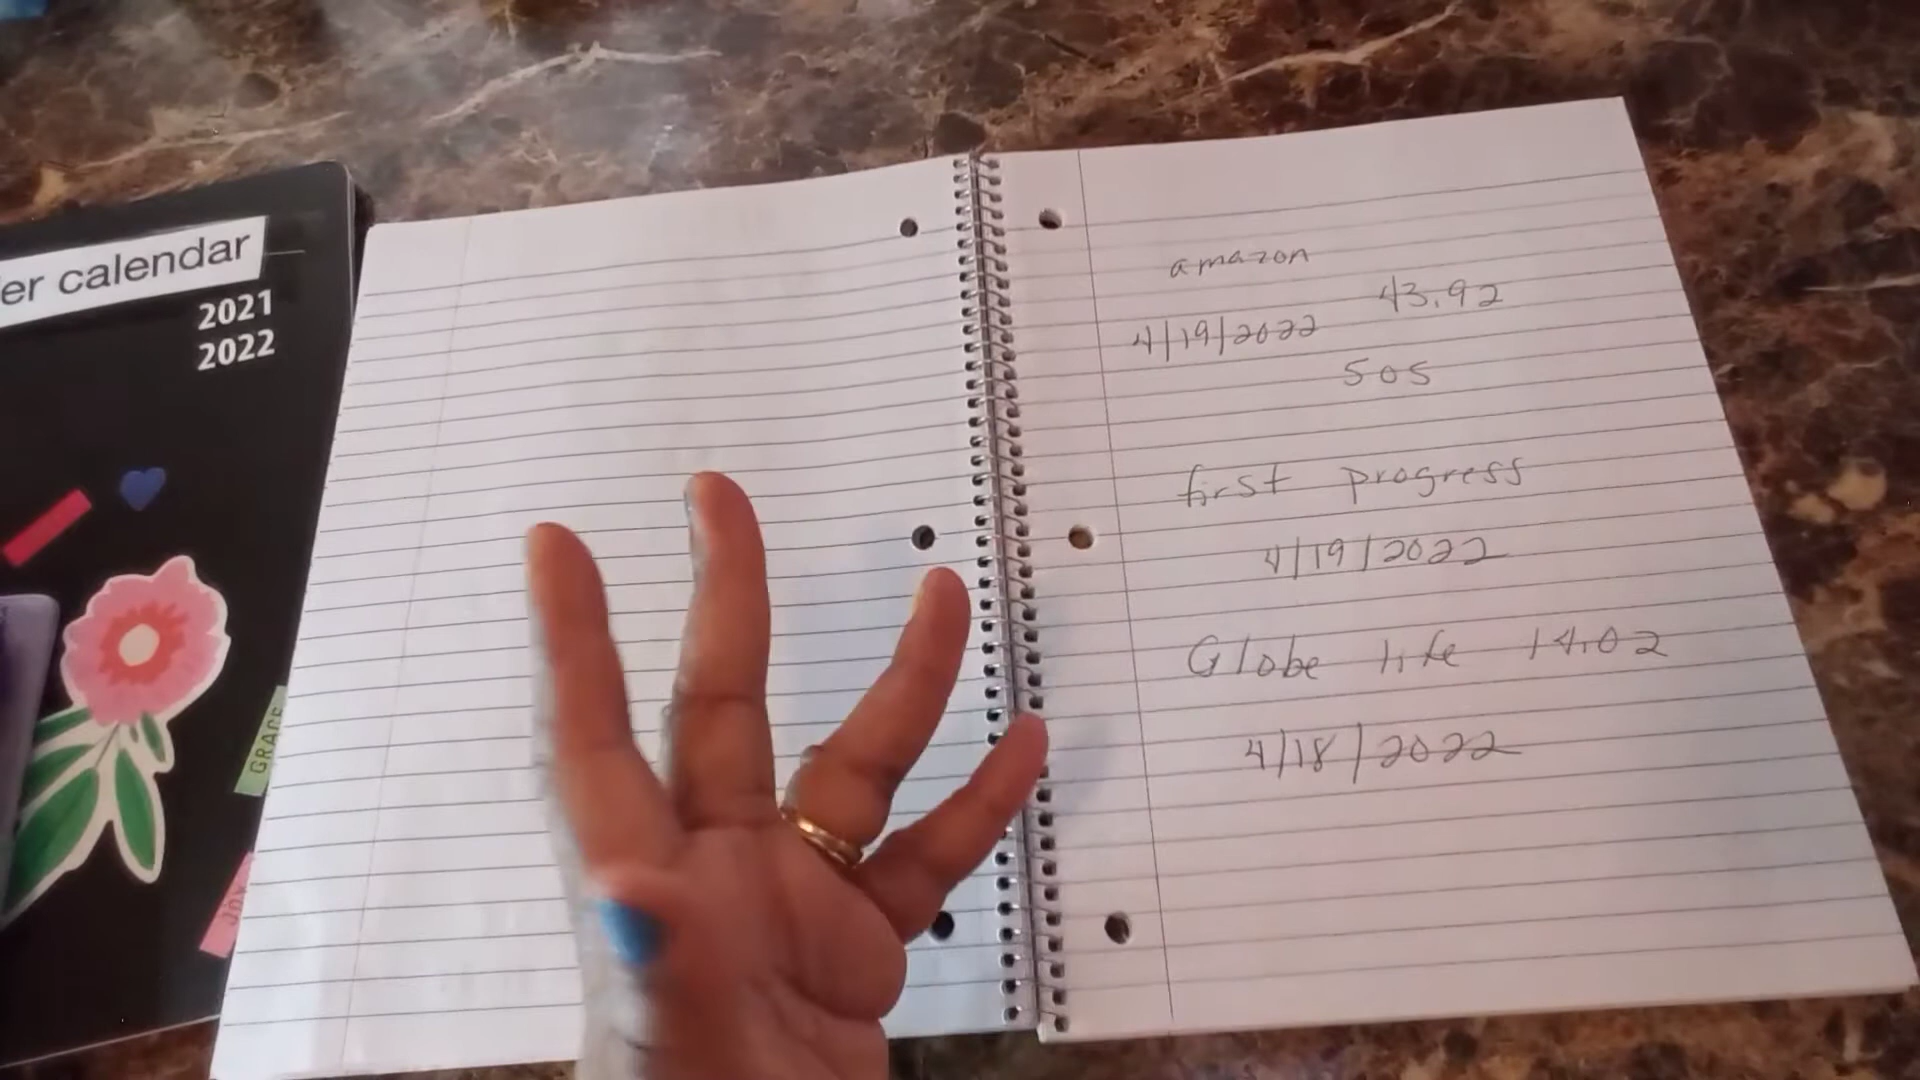 er calendar
2021
2022
GRACE
JOY
amazon
43.92
4/19/2022
505
first progress
4/19/2022
Globe life 14.02
4/18/2022